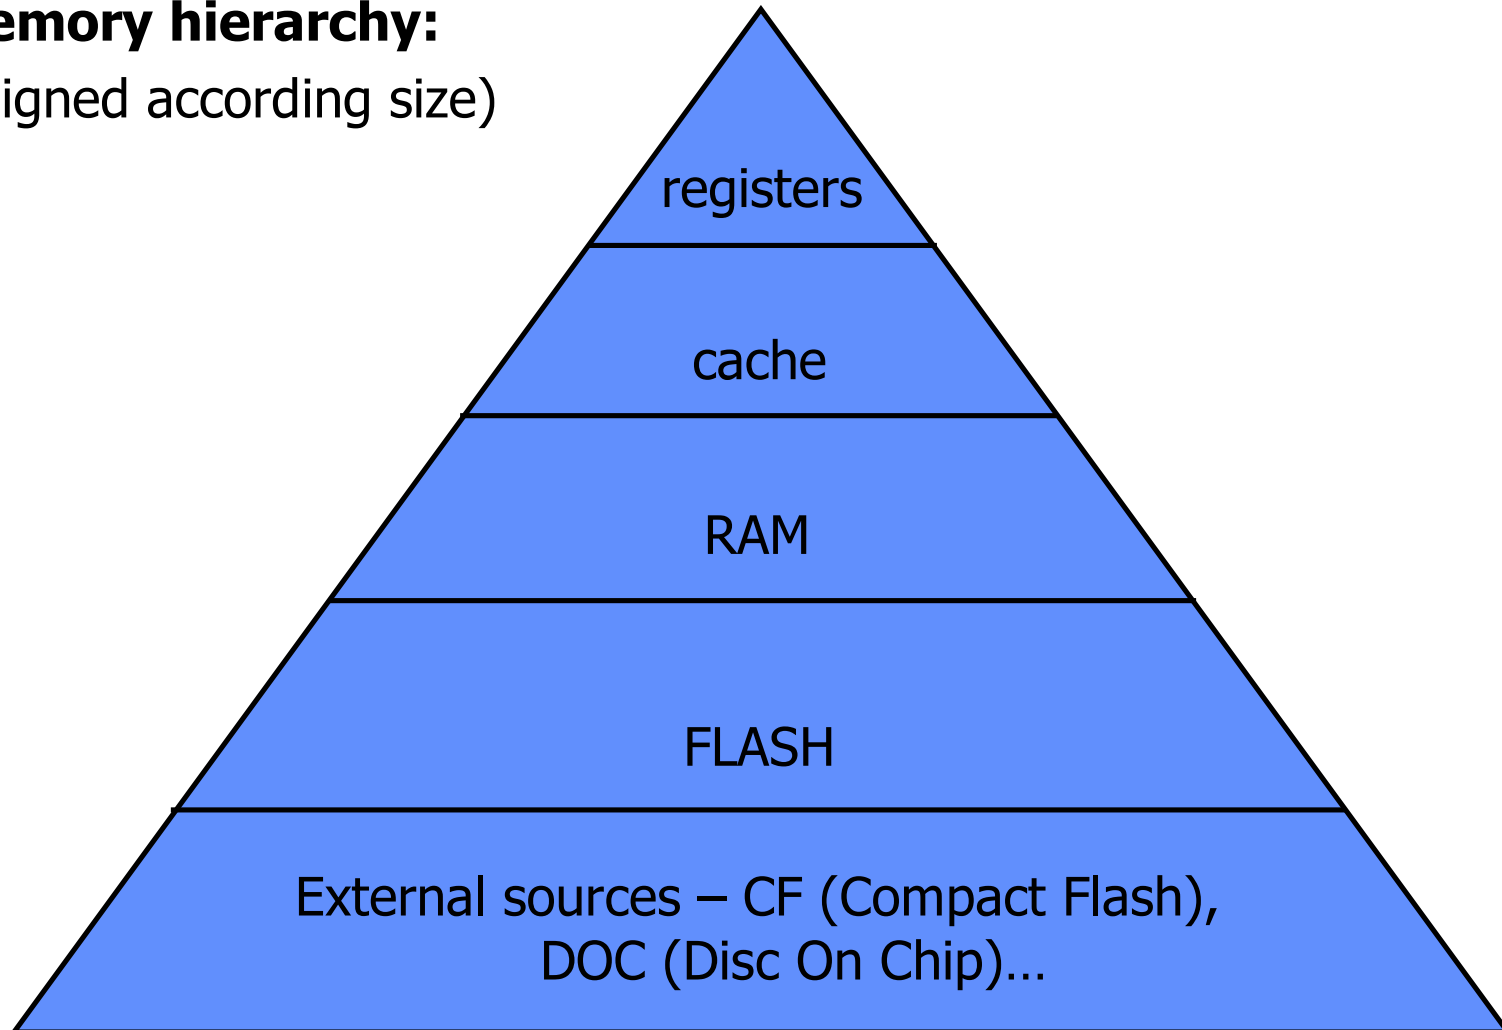 emory hierarchy:
igned according size)
registers
cache
RAM
FLASH
External sources – CF (Compact Flash),
DOC (Disc On Chip)…